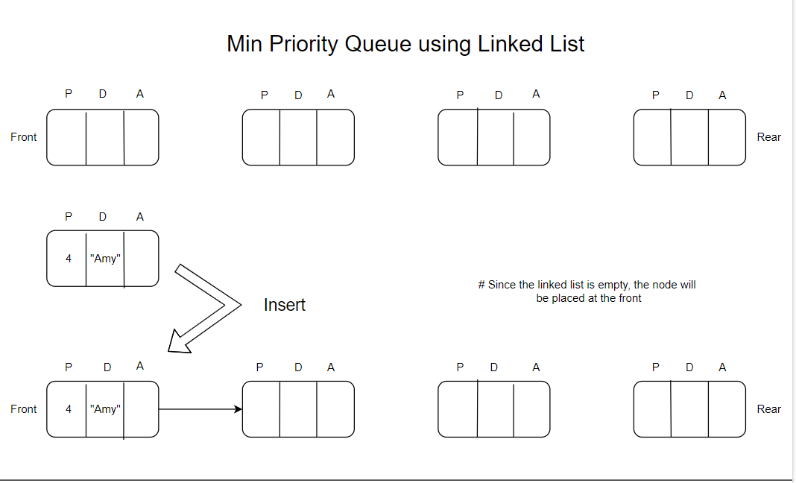 Min Priority Queue using Linked List
P D A P D A P D A P D A
Front Rear
P D A
4 "Amy"
Insert
# Since the linked list is empty, the node will
be placed at the front
P D A P D A P D A P D A
Front 4 "Amy" Rear